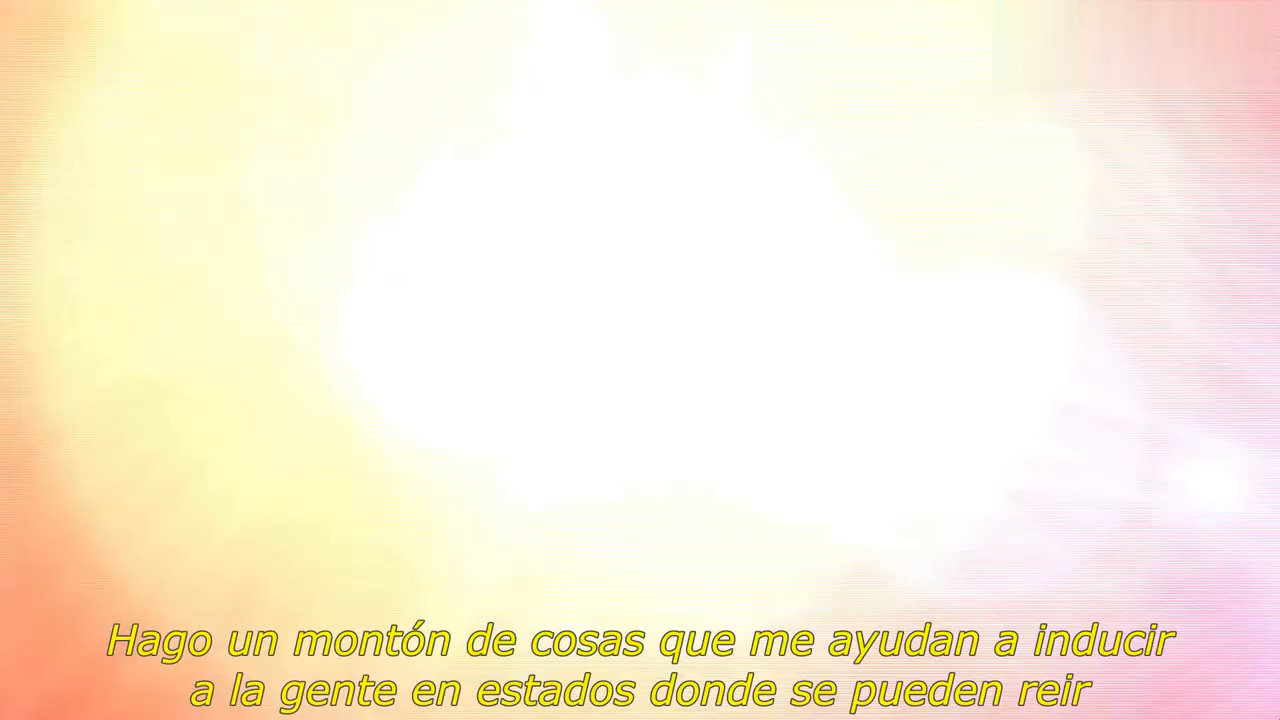 Hago un montón de cosas que me ayudan a inducir
a la gente en estados donde se pueden reir